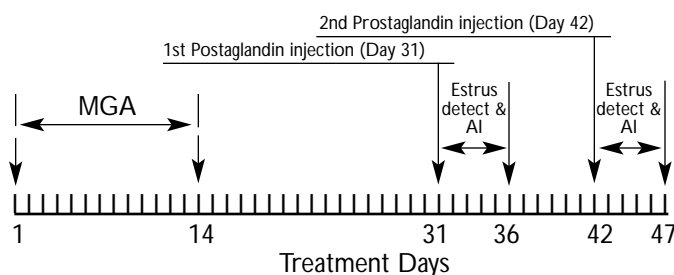 2nd Prostaglandin injection (Day 42)
1st Postaglandin injection (Day 31)
MGA
Estrus
detect &
AI
Estrus
detect &
AI
1 14 31 36 42 47
Treatment Days